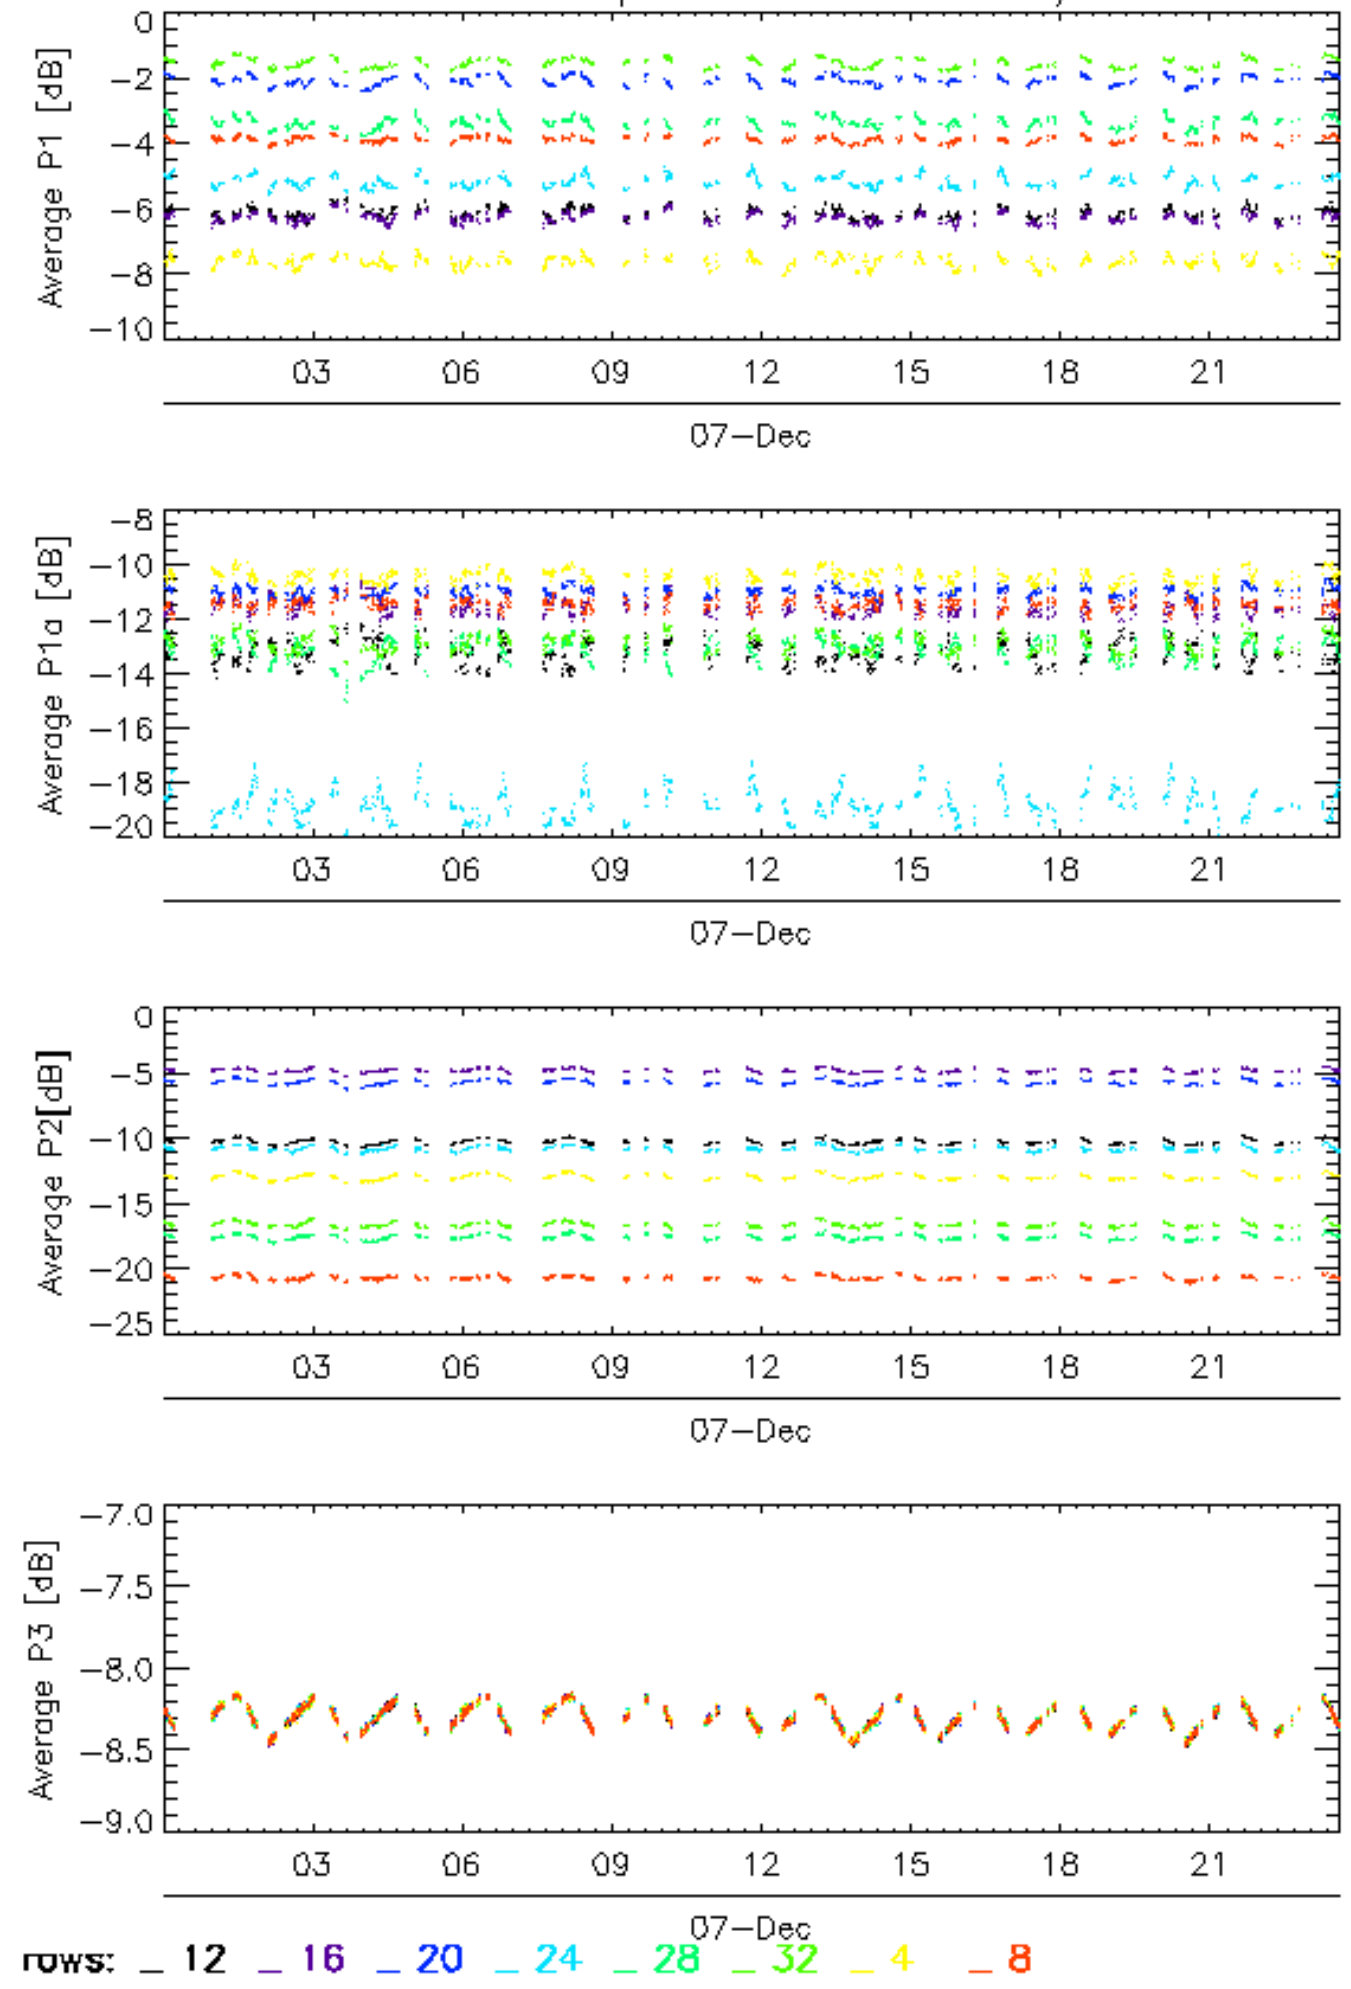 0
−2
−4
−6
−8
−10
Average P1 [dB]
03 06 09 12 15 18 21
07−Dec
−8
−10
−12
−14
−16
−18
−20
Average P1a [dB]
03 06 09 12 15 18 21
07−Dec
0
−5
−10
−15
−20
−25
Average P2[dB]
03 06 09 12 15 18 21
07−Dec
−7.0
−7.5
−8.0
−8.5
−9.0
Average P3 [dB]
03 06 09 12 15 18 21
07−Dec
rows: _ 12 _ 16 _ 20 _ 24 _ 28 _ 32 _ 4 _ 8